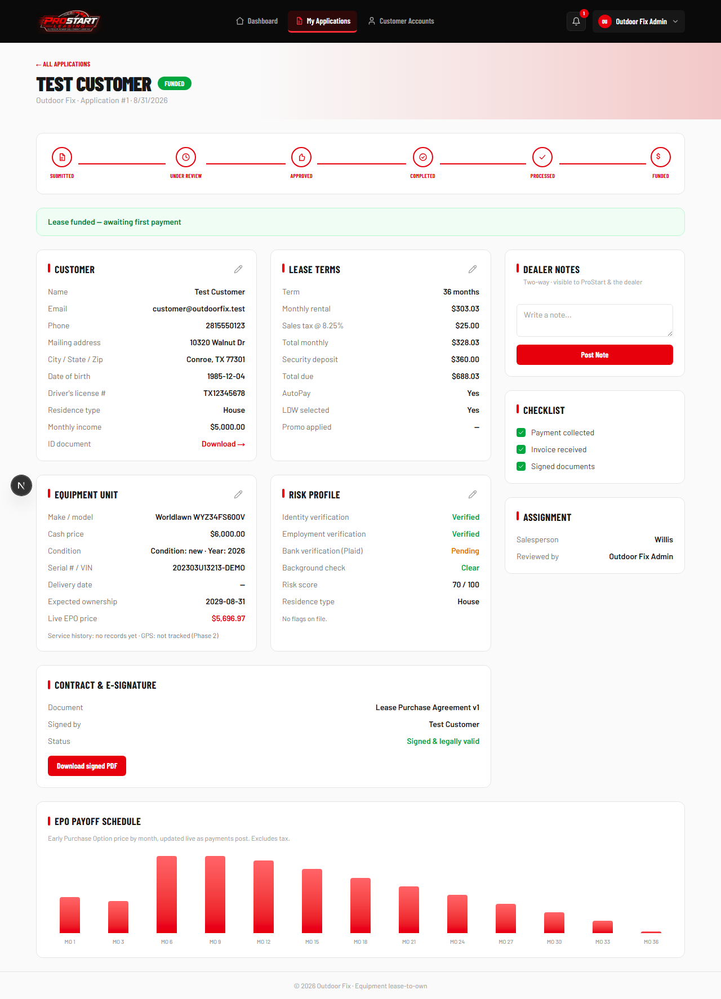 PROSTART
LEASING
Dashboard
My Applications
Customer Accounts
1
OU
Outdoor Fix Admin
← ALL APPLICATIONS
TEST CUSTOMER
FUNDED
Outdoor Fix · Application #1 · 8/31/2026
SUBMITTED
UNDER REVIEW
APPROVED
COMPLETED
PROCESSED
$
FUNDED
Lease funded — awaiting first payment
CUSTOMER
Name Test Customer
Email customer@outdoorfix.test
Phone 2815550123
Mailing address 10320 Walnut Dr
City / State / Zip Conroe, TX 77301
Date of birth 1985-12-04
Driver's license # TX12345678
Residence type House
Monthly income $5,000.00
ID document Download →
LEASE TERMS
Term 36 months
Monthly rental $303.03
Sales tax @ 8.25% $25.00
Total monthly $328.03
Security deposit $360.00
Total due $688.03
AutoPay Yes
LDW selected Yes
Promo applied —
DEALER NOTES
Two-way · visible to ProStart & the dealer
Write a note...
Post Note
CHECKLIST
Payment collected
Invoice received
Signed documents
N
EQUIPMENT UNIT
Make / model Worldlawn WYZ34FS600V
Cash price $6,000.00
Condition Condition: new · Year: 2026
Serial # / VIN 202303U13213-DEMO
Delivery date —
Expected ownership 2029-08-31
Live EPO price $5,696.97
Service history: no records yet · GPS: not tracked (Phase 2)
RISK PROFILE
Identity verification Verified
Employment verification Verified
Bank verification (Plaid) Pending
Background check Clear
Risk score 70 / 100
Residence type House
No flags on file.
ASSIGNMENT
Salesperson Willis
Reviewed by Outdoor Fix Admin
CONTRACT & E-SIGNATURE
Document Lease Purchase Agreement v1
Signed by Test Customer
Status Signed & legally valid
Download signed PDF
EPO PAYOFF SCHEDULE
Early Purchase Option price by month, updated live as payments post. Excludes tax.
MO 1 MO 3 MO 6 MO 9 MO 12 MO 15 MO 18 MO 21 MO 24 MO 27 MO 30 MO 33 MO 36
© 2026 Outdoor Fix · Equipment lease-to-own